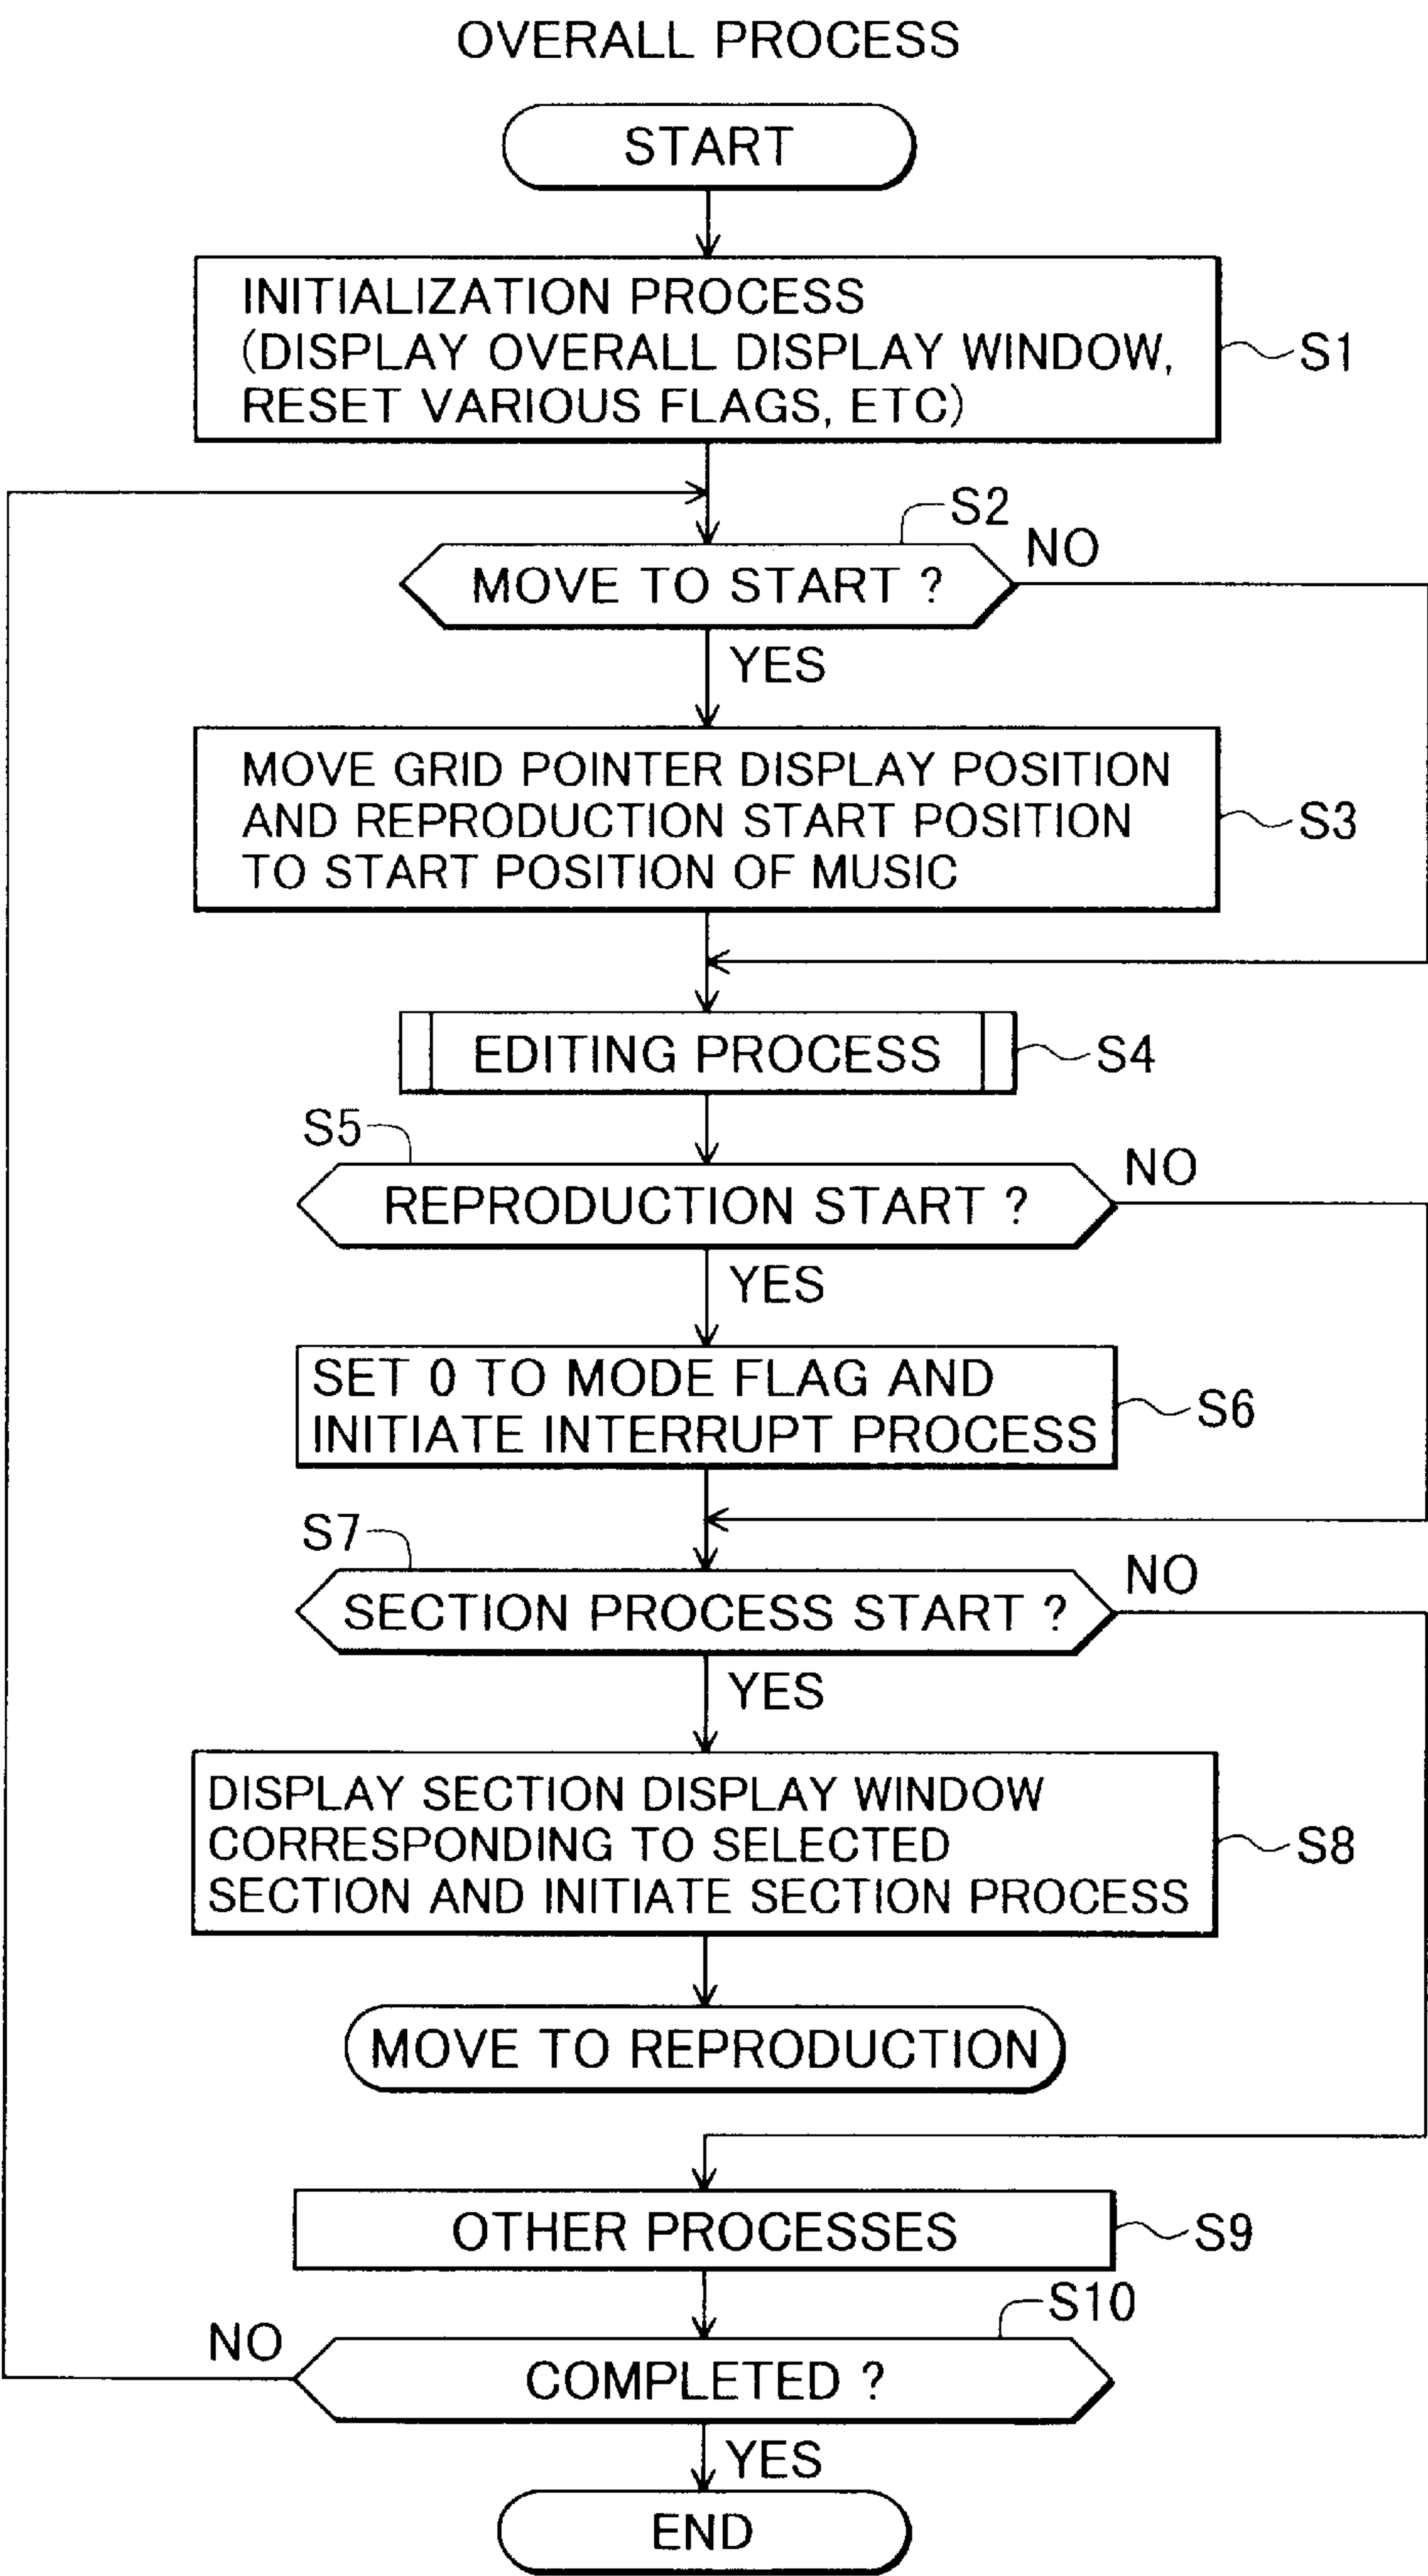 OVERALL PROCESS
START
INITIALIZATION PROCESS
(DISPLAY OVERALL DISPLAY WINDOW,
RESET VARIOUS FLAGS, ETC)
S1
S2
NO
MOVE TO START ?
YES
MOVE GRID POINTER DISPLAY POSITION
AND REPRODUCTION START POSITION
TO START POSITION OF MUSIC
S3
EDITING PROCESS
S4
S5
NO
REPRODUCTION START ?
YES
SET 0 TO MODE FLAG AND
INITIATE INTERRUPT PROCESS
S6
S7
NO
SECTION PROCESS START ?
YES
DISPLAY SECTION DISPLAY WINDOW
CORRESPONDING TO SELECTED
SECTION AND INITIATE SECTION PROCESS
S8
MOVE TO REPRODUCTION
OTHER PROCESSES
S9
S10
NO
COMPLETED ?
YES
END